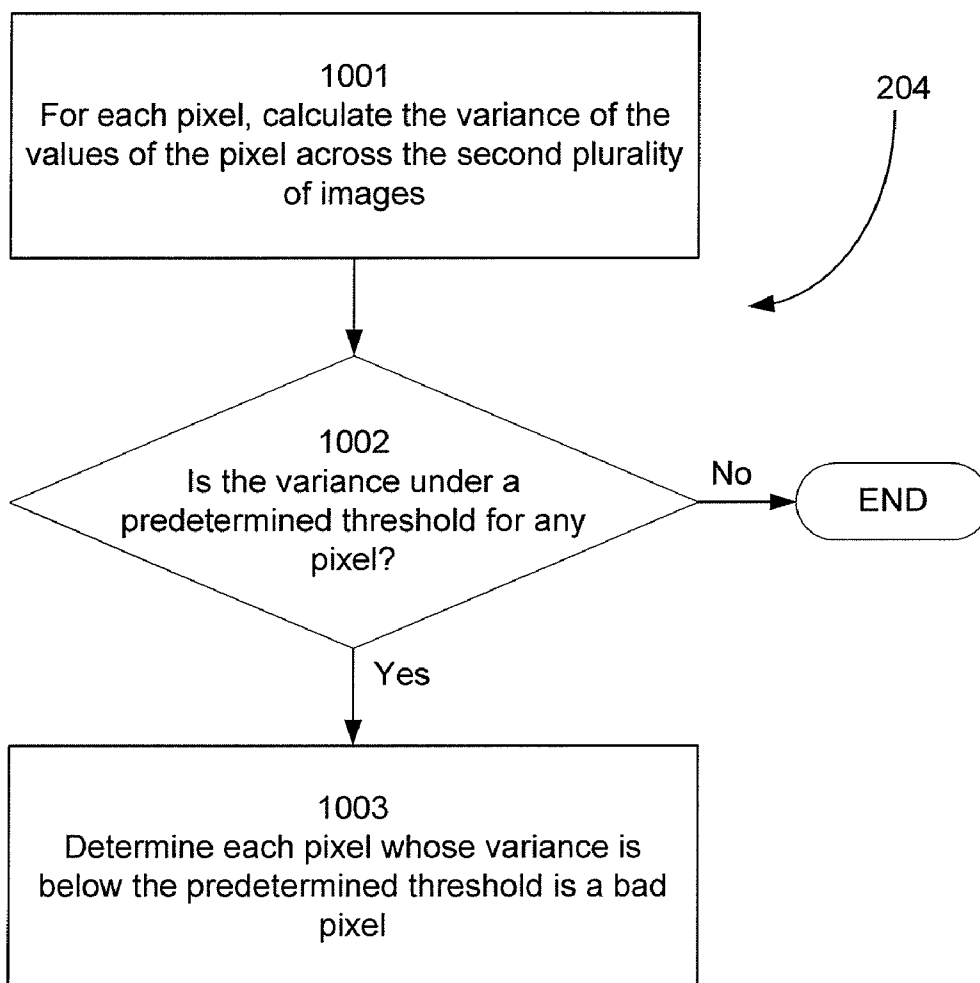 1001
For each pixel, calculate the variance of the
values of the pixel across the second plurality
of images
204
1002
Is the variance under a
predetermined threshold for any
pixel?
No
END
Yes
1003
Determine each pixel whose variance is
below the predetermined threshold is a bad
pixel